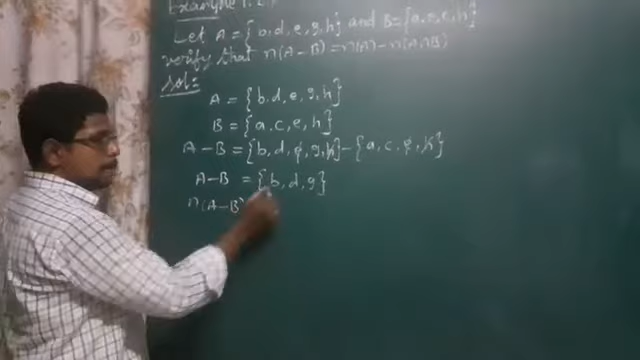 Let A = {b,d,e,g,h} and B={a,c,e,h}
verify that n(A-B)=n(A)-n(A∩B)
Sol:
A = {b,d,e,g,h}
B = {a,c,e,h}
A-B = {b,d,e,g,h}-{a,c,e,h}
A-B = {b,d,g}
n(A-B)